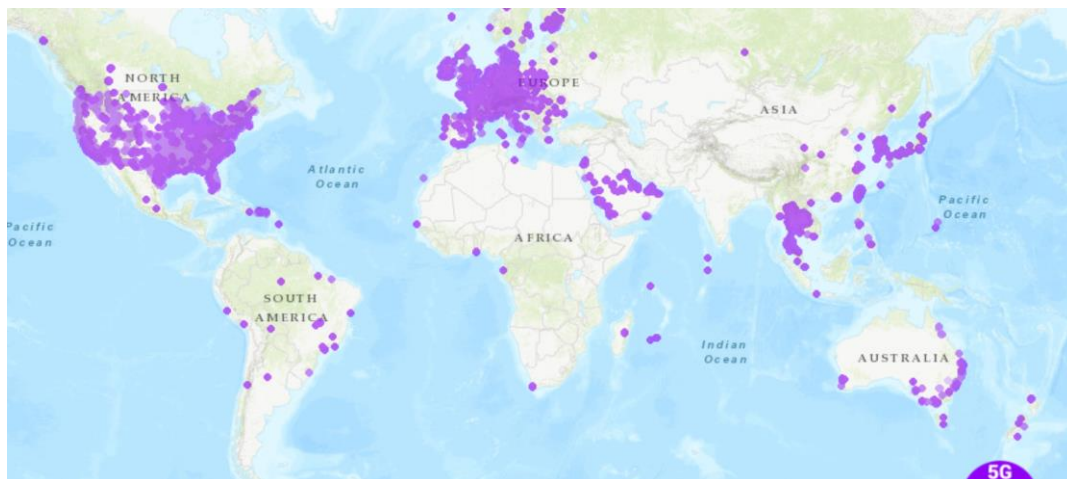 NORTH
AMERICA
EUROPE
ASIA
Atlantic
Ocean
Pacific
Ocean
Pacific
Ocean
AFRICA
SOUTH
AMERICA
Indian
Ocean
AUSTRALIA
5G